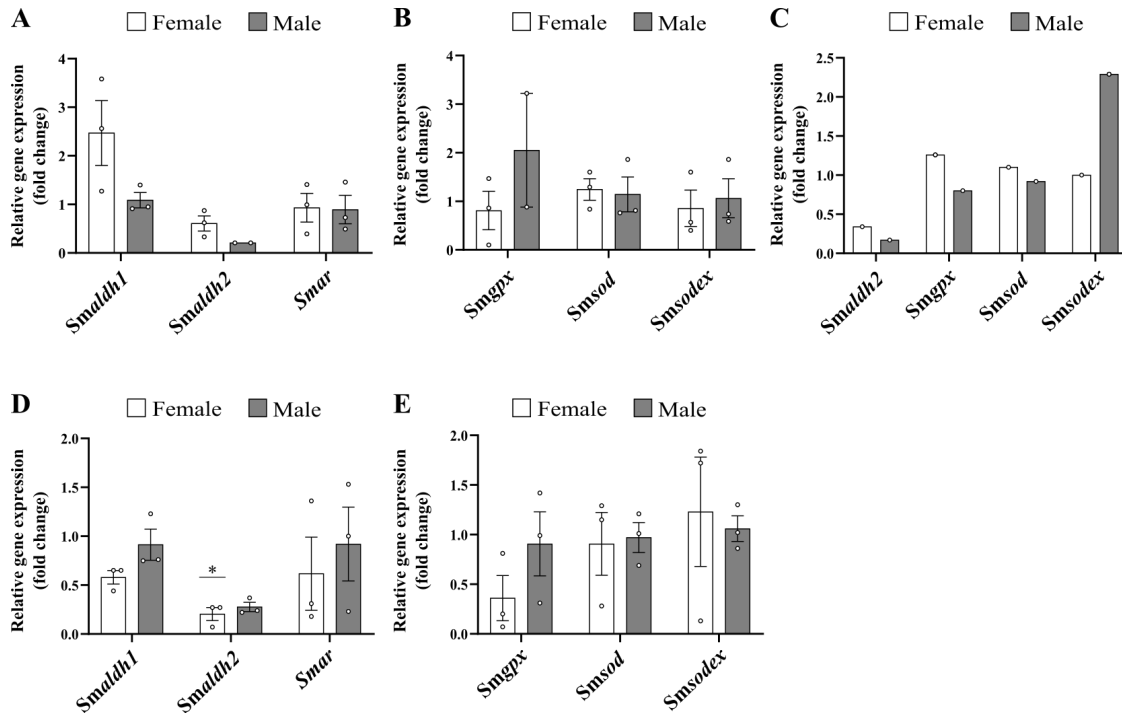 A
Female Male
Relative gene expression
(fold change)
4
3
2
1
0
Smaldh1
Smaldh2
Smar
B
Female Male
Relative gene expression
(fold change)
4
3
2
1
0
Smgpx
Smsod
Smsodex
C
Female Male
Relative gene expression
(fold change)
2.5
2.0
1.5
1.0
0.5
0.0
Smaldh2
Smgpx
Smsod
Smsodex
D
Female Male
Relative gene expression
(fold change)
2.0
1.5
1.0
0.5
0.0
*
Smaldh1
Smaldh2
Smar
E
Female Male
Relative gene expression
(fold change)
2.0
1.5
1.0
0.5
0.0
Smgpx
Smsod
Smsodex